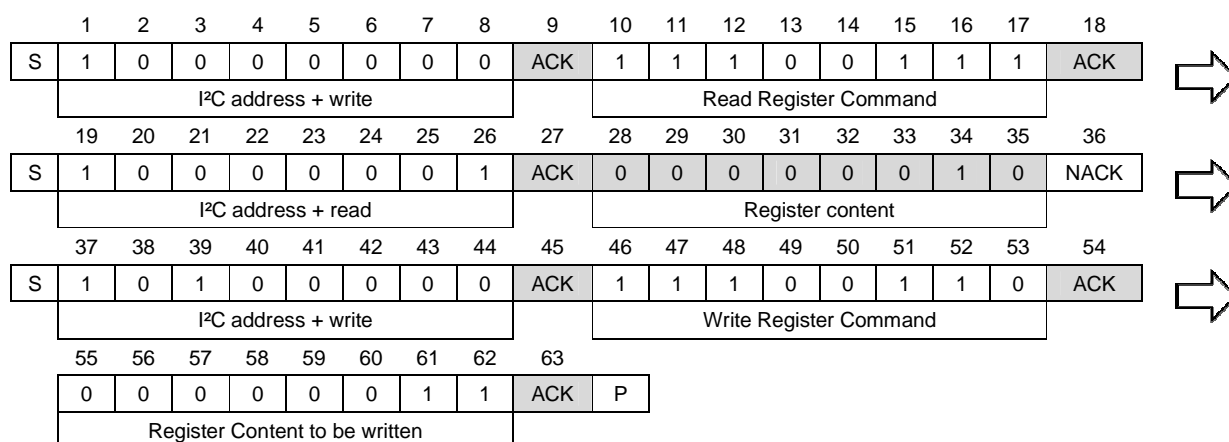 1 2 3 4 5 6 7 8 9 10 11 12 13 14 15 16 17 18
S 1 0 0 0 0 0 0 0 ACK 1 1 1 0 0 1 1 1 ACK
I²C address + write Read Register Command
19 20 21 22 23 24 25 26 27 28 29 30 31 32 33 34 35 36
S 1 0 0 0 0 0 0 1 ACK 0 0 0 0 0 0 1 0 NACK
I²C address + read Register content
37 38 39 40 41 42 43 44 45 46 47 48 49 50 51 52 53 54
S 1 0 1 0 0 0 0 0 ACK 1 1 1 0 0 1 1 0 ACK
I²C address + write Write Register Command
55 56 57 58 59 60 61 62 63
0 0 0 0 0 0 1 1 ACK P
Register Content to be written